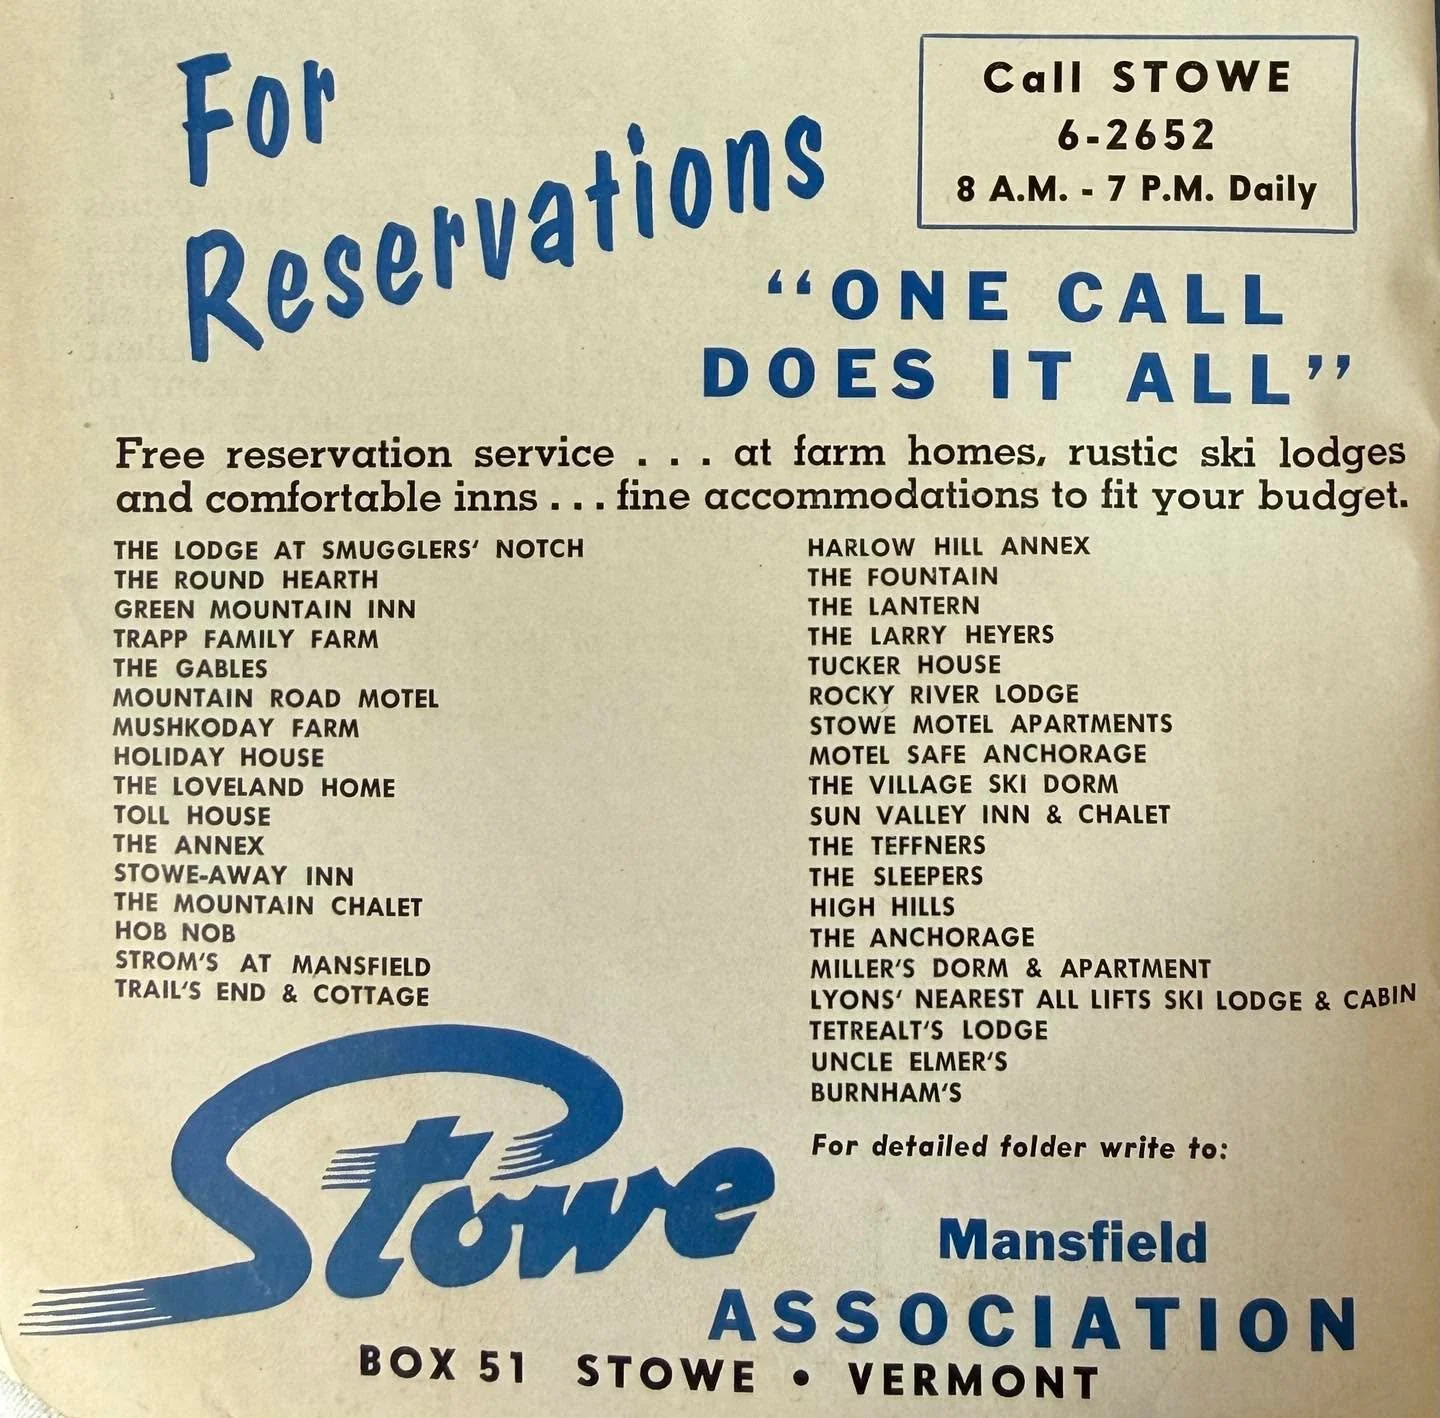 For
Reservations
Call STOWE
6-2652
8 A.M. - 7 P.M. Daily
“ONE CALL
DOES IT ALL”
Free reservation service . . . at farm homes, rustic ski lodges
and comfortable inns . . . fine accommodations to fit your budget.
THE LODGE AT SMUGGLERS' NOTCH
THE ROUND HEARTH
GREEN MOUNTAIN INN
TRAPP FAMILY FARM
THE GABLES
MOUNTAIN ROAD MOTEL
MUSHKODAY FARM
HOLIDAY HOUSE
THE LOVELAND HOME
TOLL HOUSE
THE ANNEX
STOWE-AWAY INN
THE MOUNTAIN CHALET
HOB NOB
STROM'S AT MANSFIELD
TRAIL'S END & COTTAGE
HARLOW HILL ANNEX
THE FOUNTAIN
THE LANTERN
THE LARRY HEYERS
TUCKER HOUSE
ROCKY RIVER LODGE
STOWE MOTEL APARTMENTS
MOTEL SAFE ANCHORAGE
THE VILLAGE SKI DORM
SUN VALLEY INN & CHALET
THE TEFFNERS
THE SLEEPERS
HIGH HILLS
THE ANCHORAGE
MILLER'S DORM & APARTMENT
LYONS' NEAREST ALL LIFTS SKI LODGE & CABIN
TETREALT'S LODGE
UNCLE ELMER'S
BURNHAM'S
For detailed folder write to:
Stowe
Mansfield
ASSOCIATION
BOX 51 STOWE • VERMONT